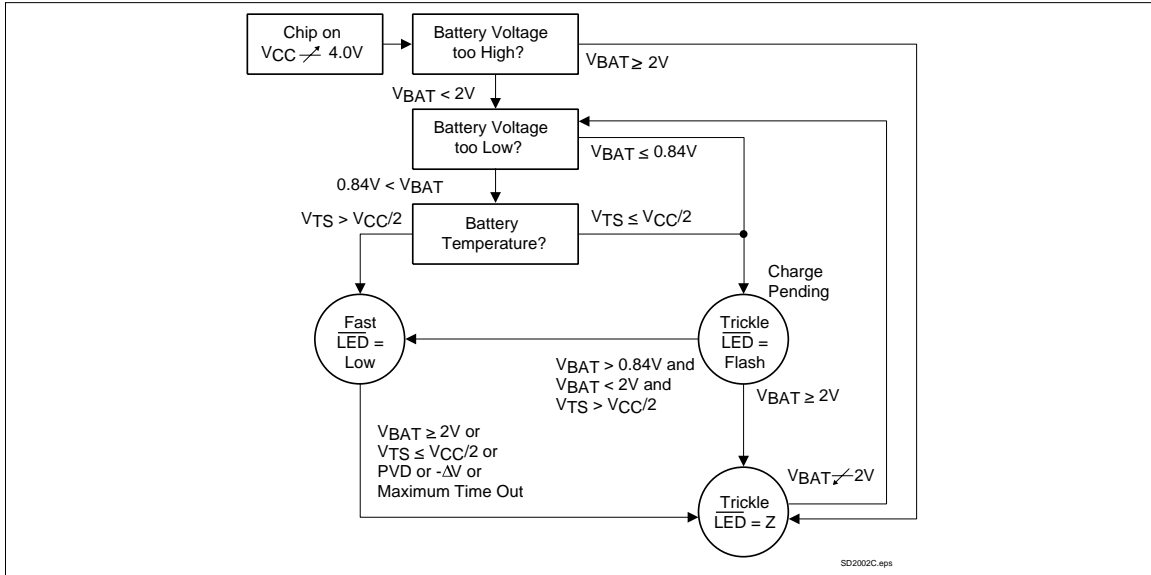 Chip on
VCC ↗ 4.0V
Battery Voltage
too High?
VBAT ≥ 2V
VBAT < 2V
Battery Voltage
too Low?
VBAT ≤ 0.84V
0.84V < VBAT
VTS > VCC/2
Battery
Temperature?
VTS ≤ VCC/2
Charge
Pending
Fast
LED =
Low
Trickle
LED =
Flash
VBAT > 0.84V and
VBAT < 2V and
VTS > VCC/2
VBAT ≥ 2V
VBAT ≥ 2V or
VTS ≤ VCC/2 or
PVD or -ΔV or
Maximum Time Out
VBAT ↙ 2V
Trickle
LED = Z
SD2002C.eps